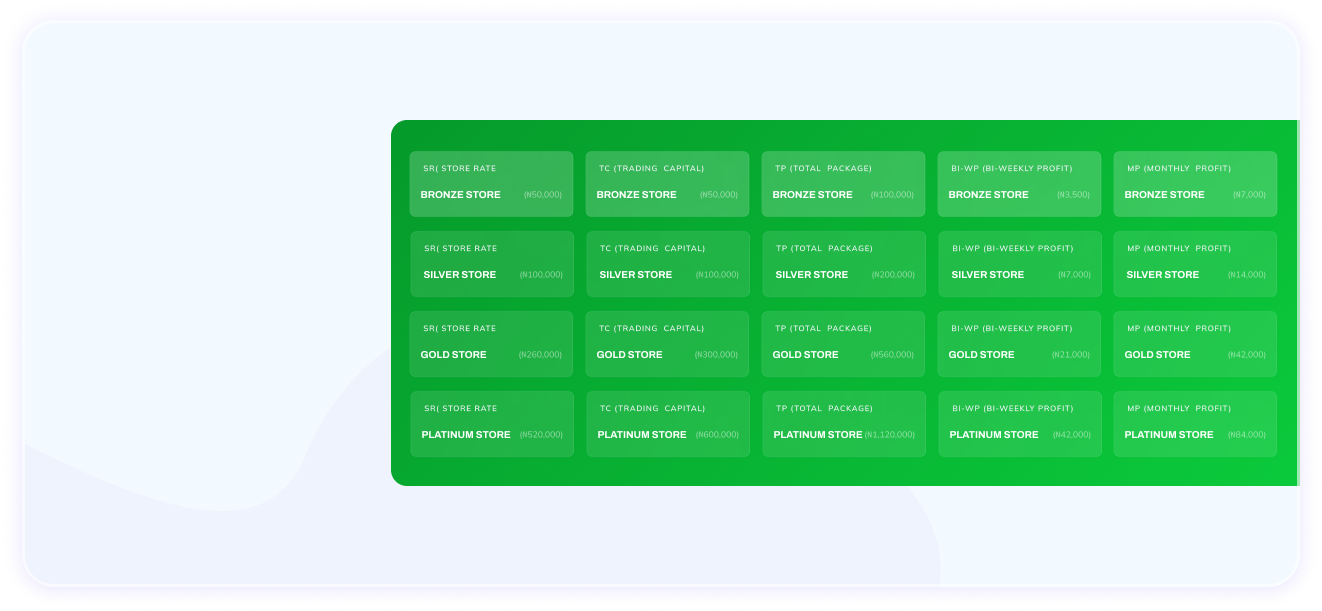 SR( STORE RATE
BRONZE STORE (₦50,000)
TC (TRADING CAPITAL)
BRONZE STORE (₦50,000)
TP (TOTAL PACKAGE)
BRONZE STORE (₦100,000)
BI-WP (BI-WEEKLY PROFIT)
BRONZE STORE (₦3,500)
MP (MONTHLY PROFIT)
BRONZE STORE (₦7,000)
SR( STORE RATE
SILVER STORE (₦100,000)
TC (TRADING CAPITAL)
SILVER STORE (₦100,000)
TP (TOTAL PACKAGE)
SILVER STORE (₦200,000)
BI-WP (BI-WEEKLY PROFIT)
SILVER STORE (₦7,000)
MP (MONTHLY PROFIT)
SILVER STORE (₦14,000)
SR( STORE RATE
GOLD STORE (₦260,000)
TC (TRADING CAPITAL)
GOLD STORE (₦300,000)
TP (TOTAL PACKAGE)
GOLD STORE (₦560,000)
BI-WP (BI-WEEKLY PROFIT)
GOLD STORE (₦21,000)
MP (MONTHLY PROFIT)
GOLD STORE (₦42,000)
SR( STORE RATE
PLATINUM STORE (₦520,000)
TC (TRADING CAPITAL)
PLATINUM STORE (₦600,000)
TP (TOTAL PACKAGE)
PLATINUM STORE (₦1,120,000)
BI-WP (BI-WEEKLY PROFIT)
PLATINUM STORE (₦42,000)
MP (MONTHLY PROFIT)
PLATINUM STORE (₦84,000)